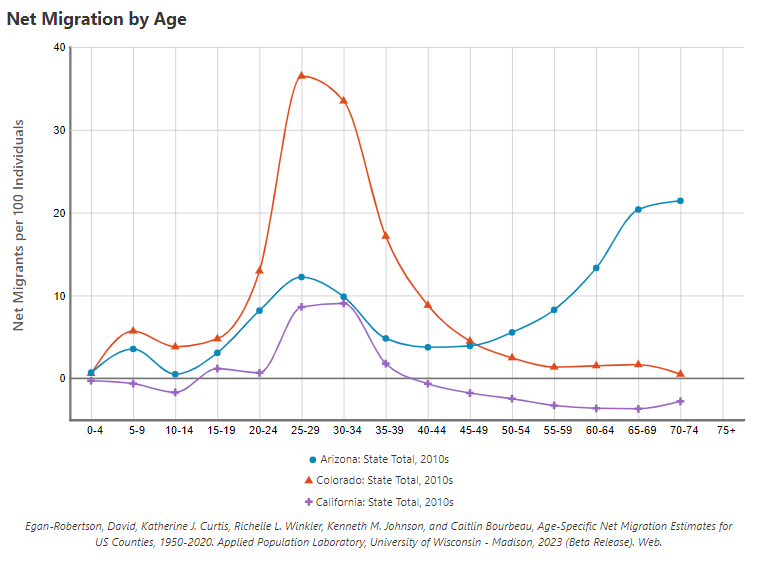 Net Migration by Age
Net Migrants per 100 Individuals
40
30
20
10
0
0-4 5-9 10-14 15-19 20-24 25-29 30-34 35-39 40-44 45-49 50-54 55-59 60-64 65-69 70-74 75+
Arizona: State Total, 2010s
Colorado: State Total, 2010s
California: State Total, 2010s
Egan-Robertson, David, Katherine J. Curtis, Richelle L. Winkler, Kenneth M. Johnson, and Caitlin Bourbeau, Age-Specific Net Migration Estimates for
US Counties, 1950-2020. Applied Population Laboratory, University of Wisconsin - Madison, 2023 (Beta Release). Web.